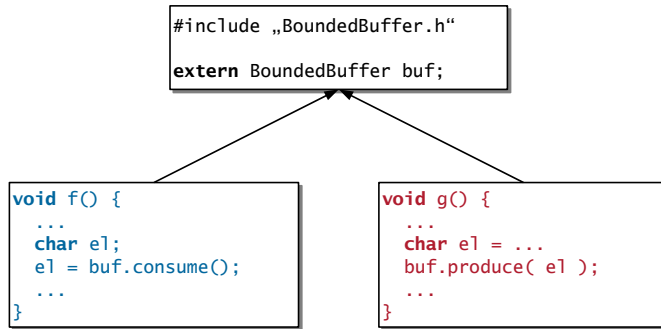 #include „BoundedBuffer.h“
extern BoundedBuffer buf;
void f() {
...
char el;
el = buf.consume();
...
}
void g() {
...
char el = ...
buf.produce( el );
...
}